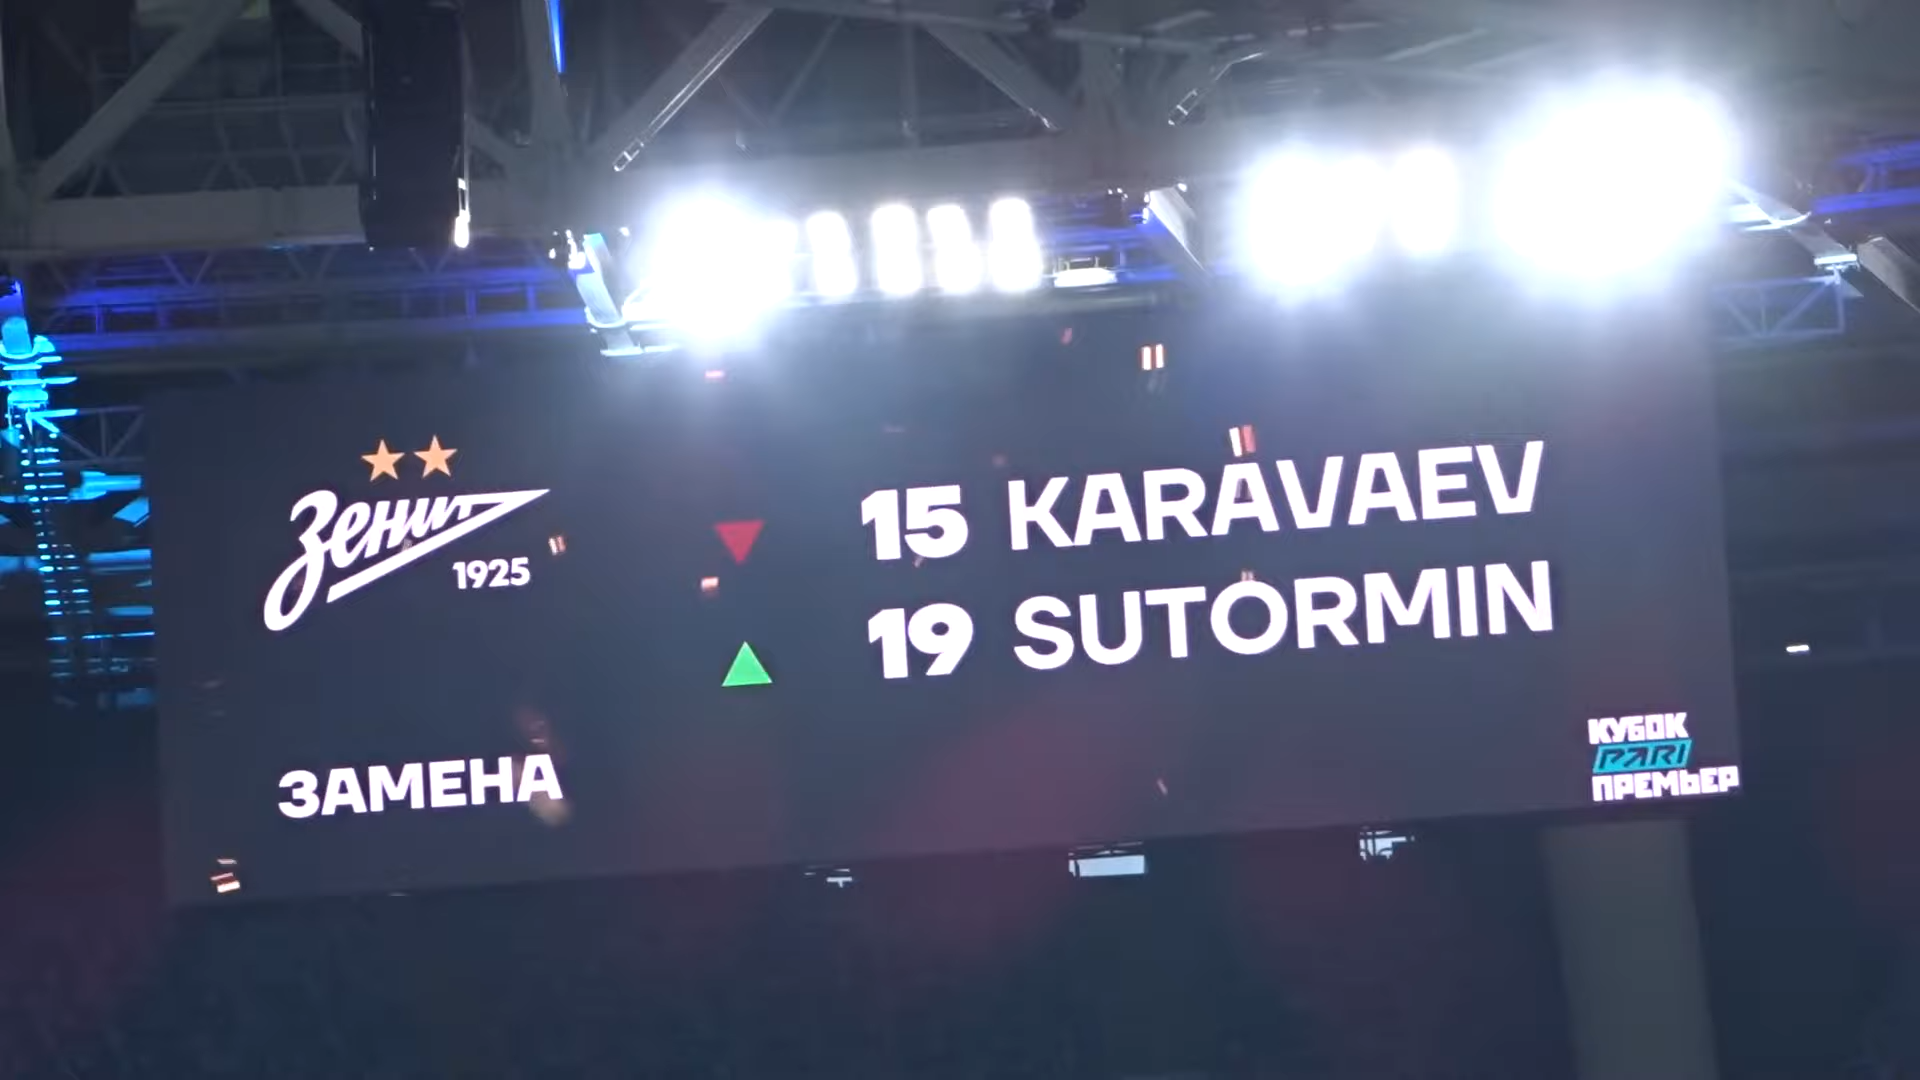 Зенит
1925
ЗАМЕНА
15 KARAVAEV
19 SUTORMIN
КУБОК
PARI
ПРЕМЬЕР